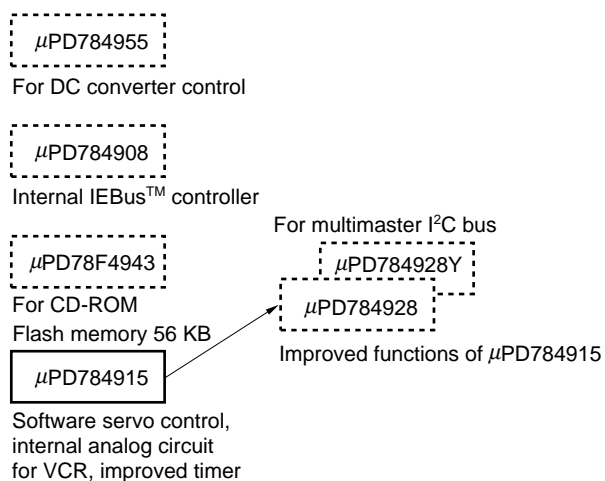 μPD784955
For DC converter control
μPD784908
Internal IEBus™ controller
μPD78F4943
For CD-ROM
Flash memory 56 KB
For multimaster I²C bus
μPD784928Y
μPD784928
Improved functions of μPD784915
μPD784915
Software servo control,
internal analog circuit
for VCR, improved timer